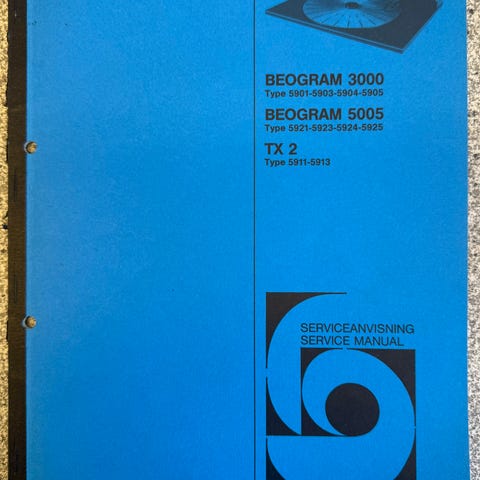 BEOGRAM 3000
Type 5901-5903-5904-5905
BEOGRAM 5005
Type 5921-5923-5924-5925
TX 2
Type 5911-5913
SERVICEANVISNING
SERVICE MANUAL